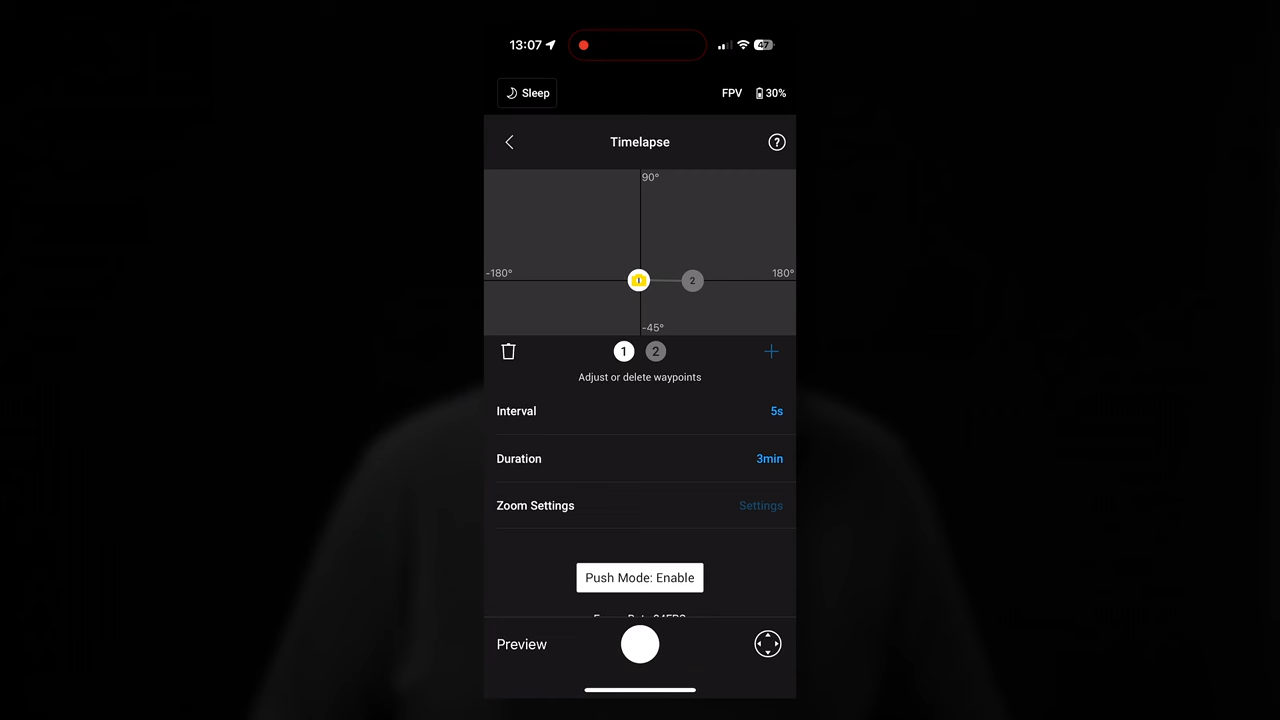 13:07
47
Sleep
FPV
30%
Timelapse
?
90°
-180°
180°
1
2
-45°
1
2
Adjust or delete waypoints
Interval
5s
Duration
3min
Zoom Settings
Settings
Push Mode: Enable
Preview